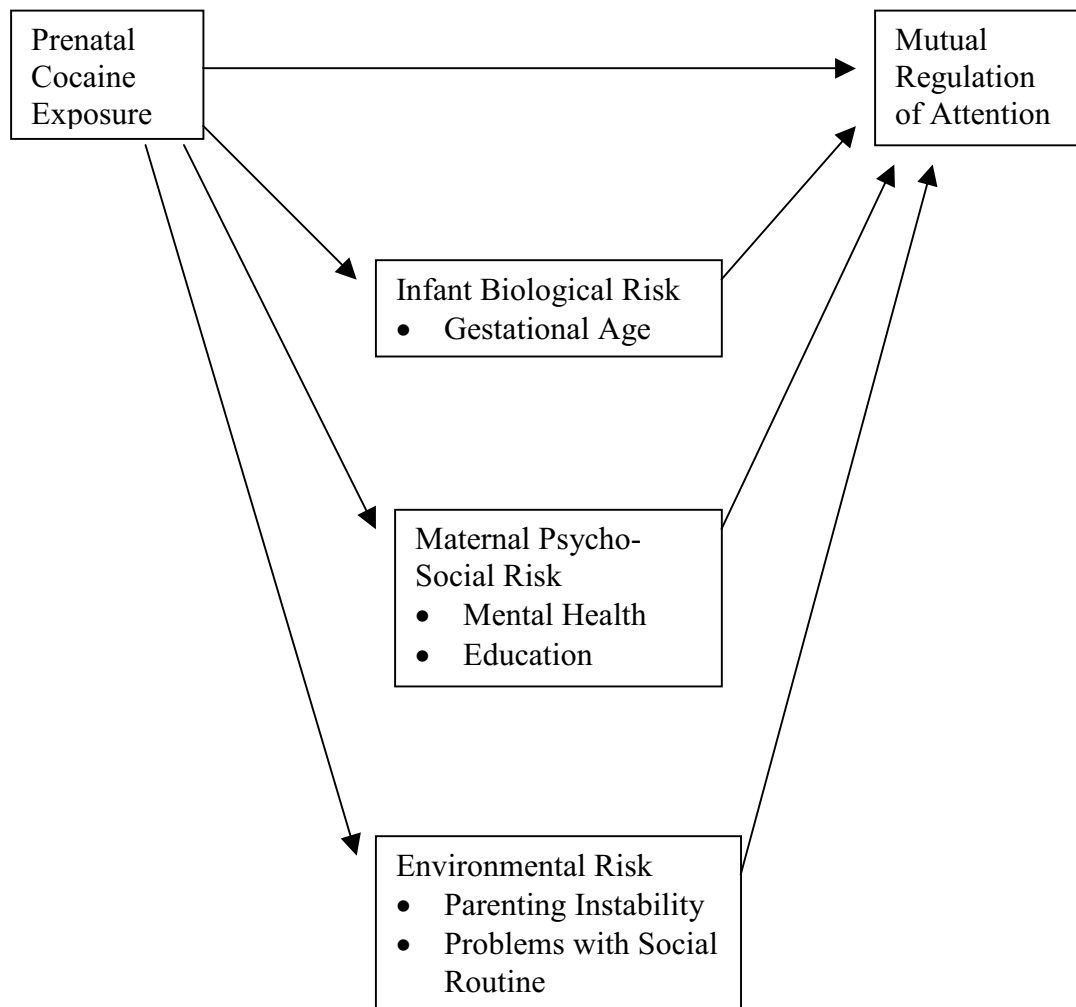 Prenatal
Cocaine
Exposure
Mutual
Regulation
of Attention
Infant Biological Risk
• Gestational Age
Maternal Psycho-
Social Risk
• Mental Health
• Education
Environmental Risk
• Parenting Instability
• Problems with Social
Routine